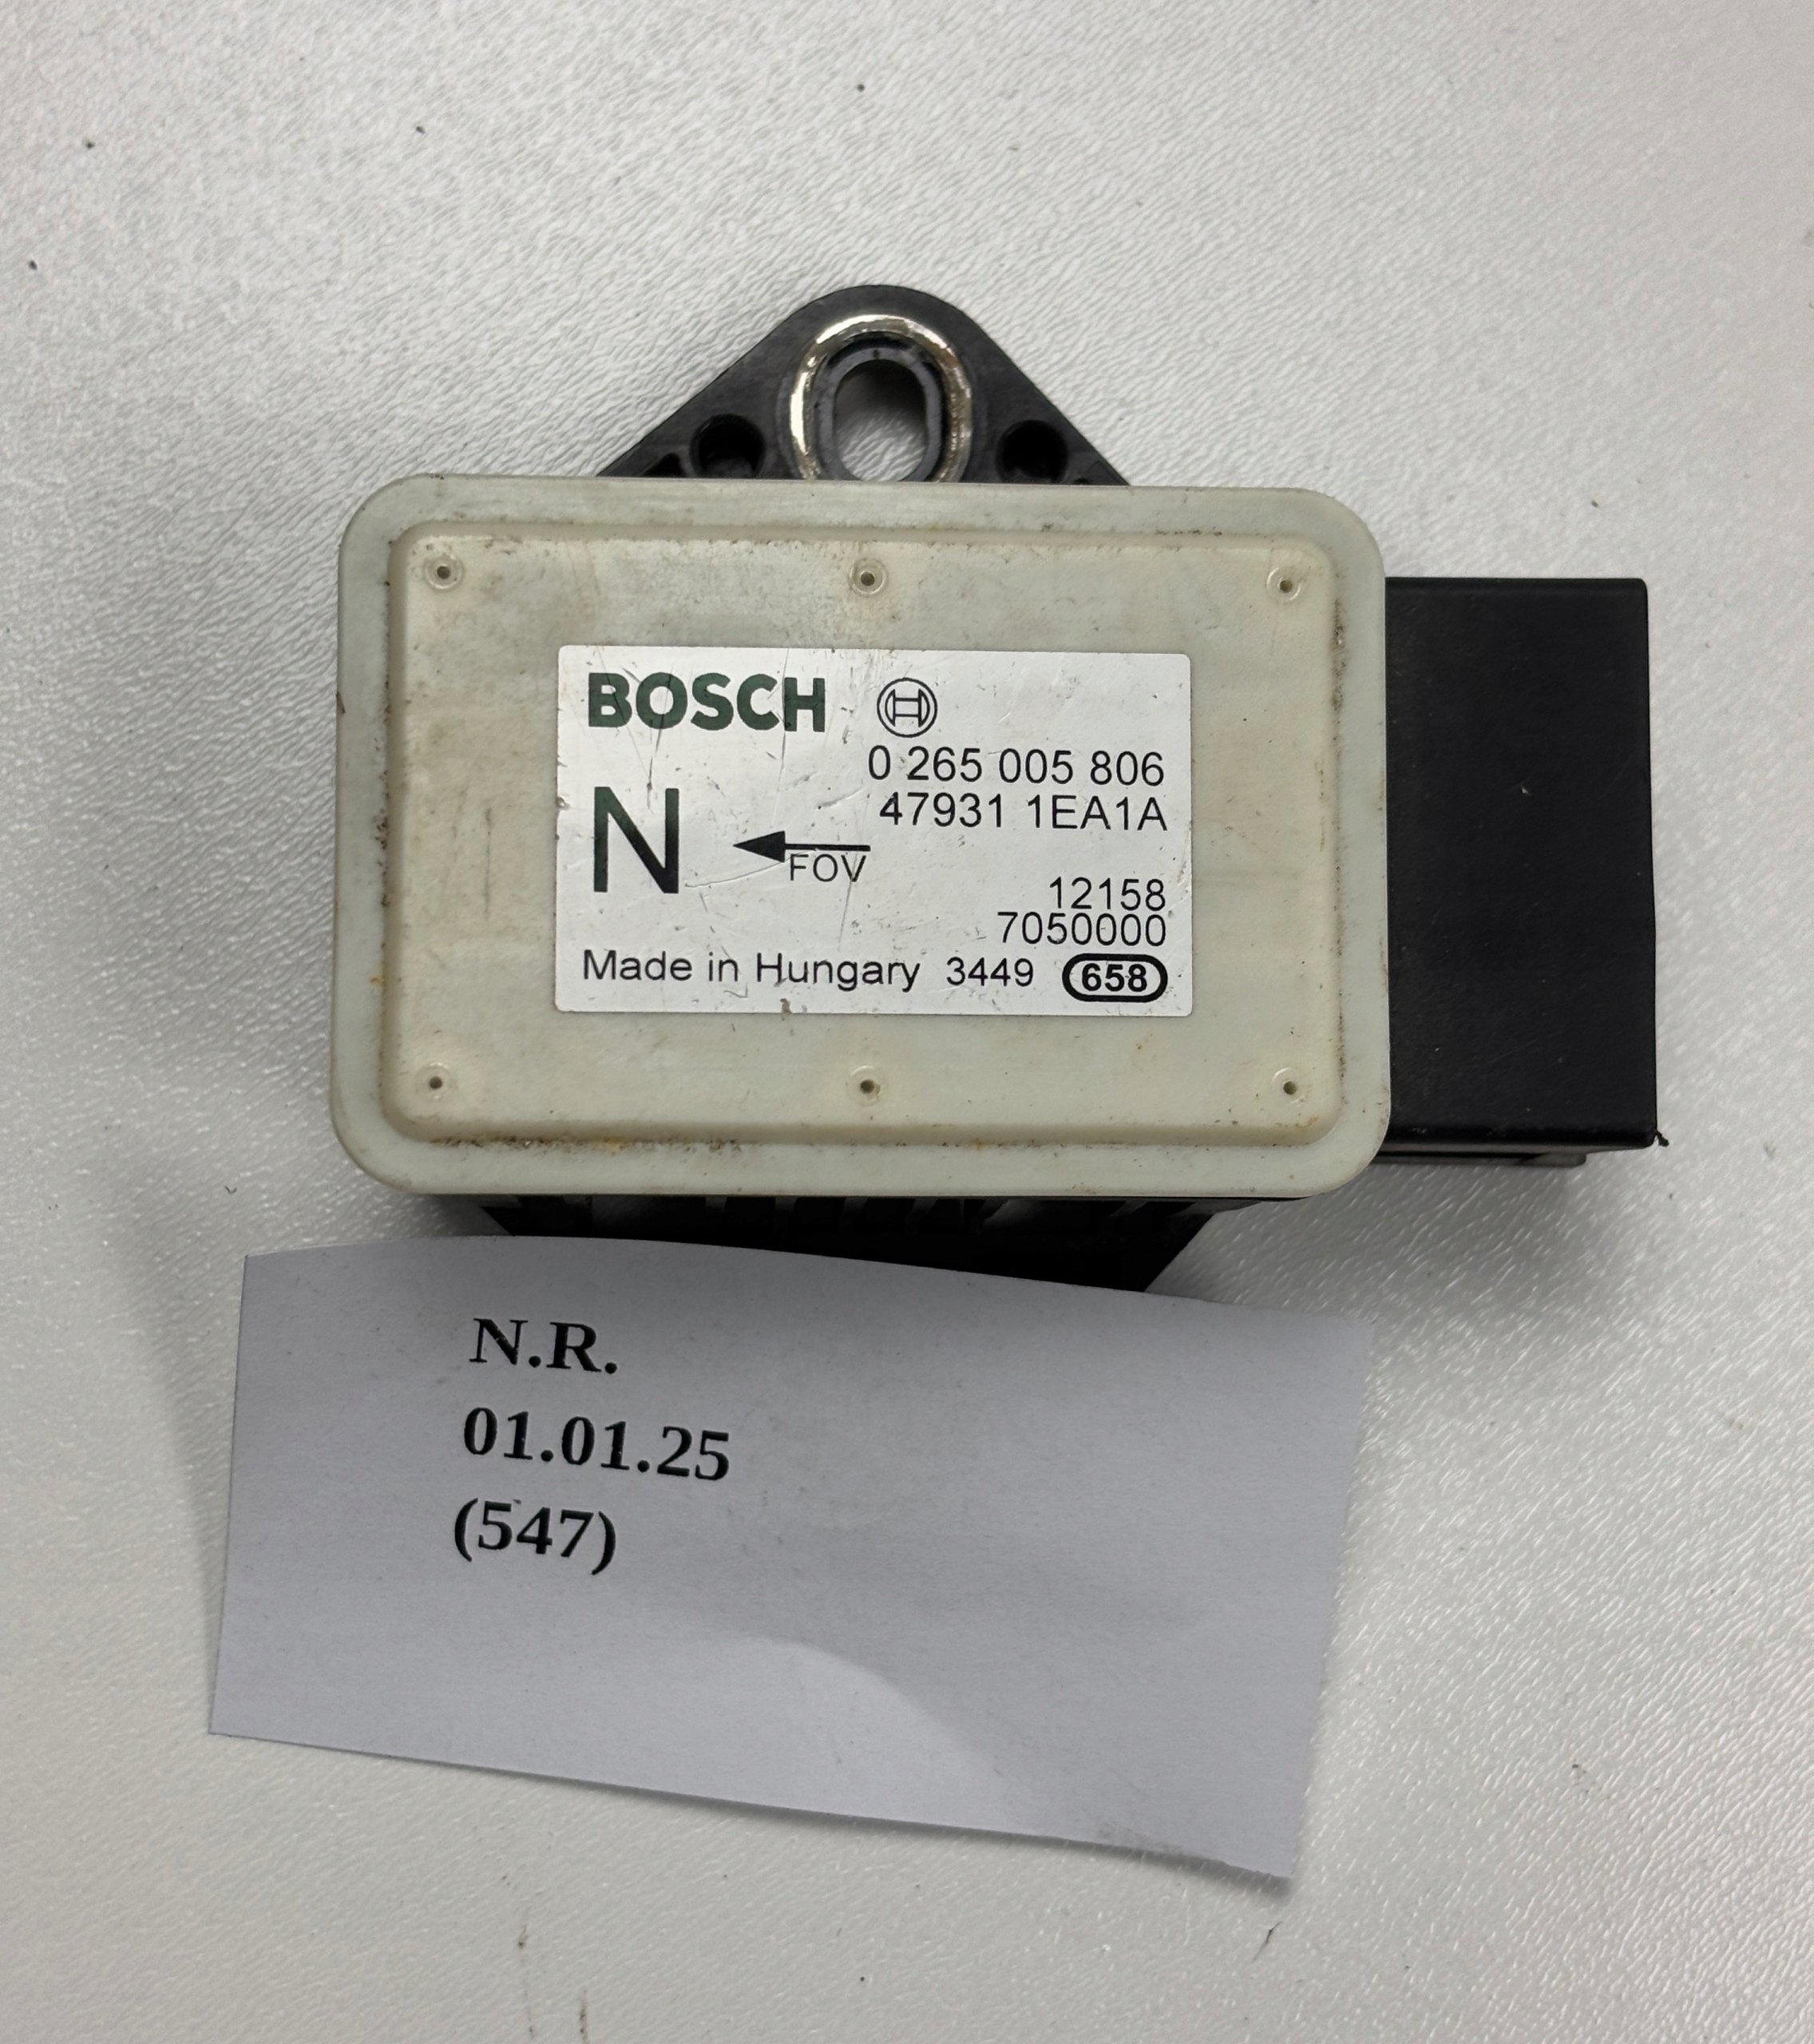 BOSCH
0 265 005 806
47931 1EA1A
N
FOV
12158
7050000
Made in Hungary 3449 658
N.R.
01.01.25
(547)